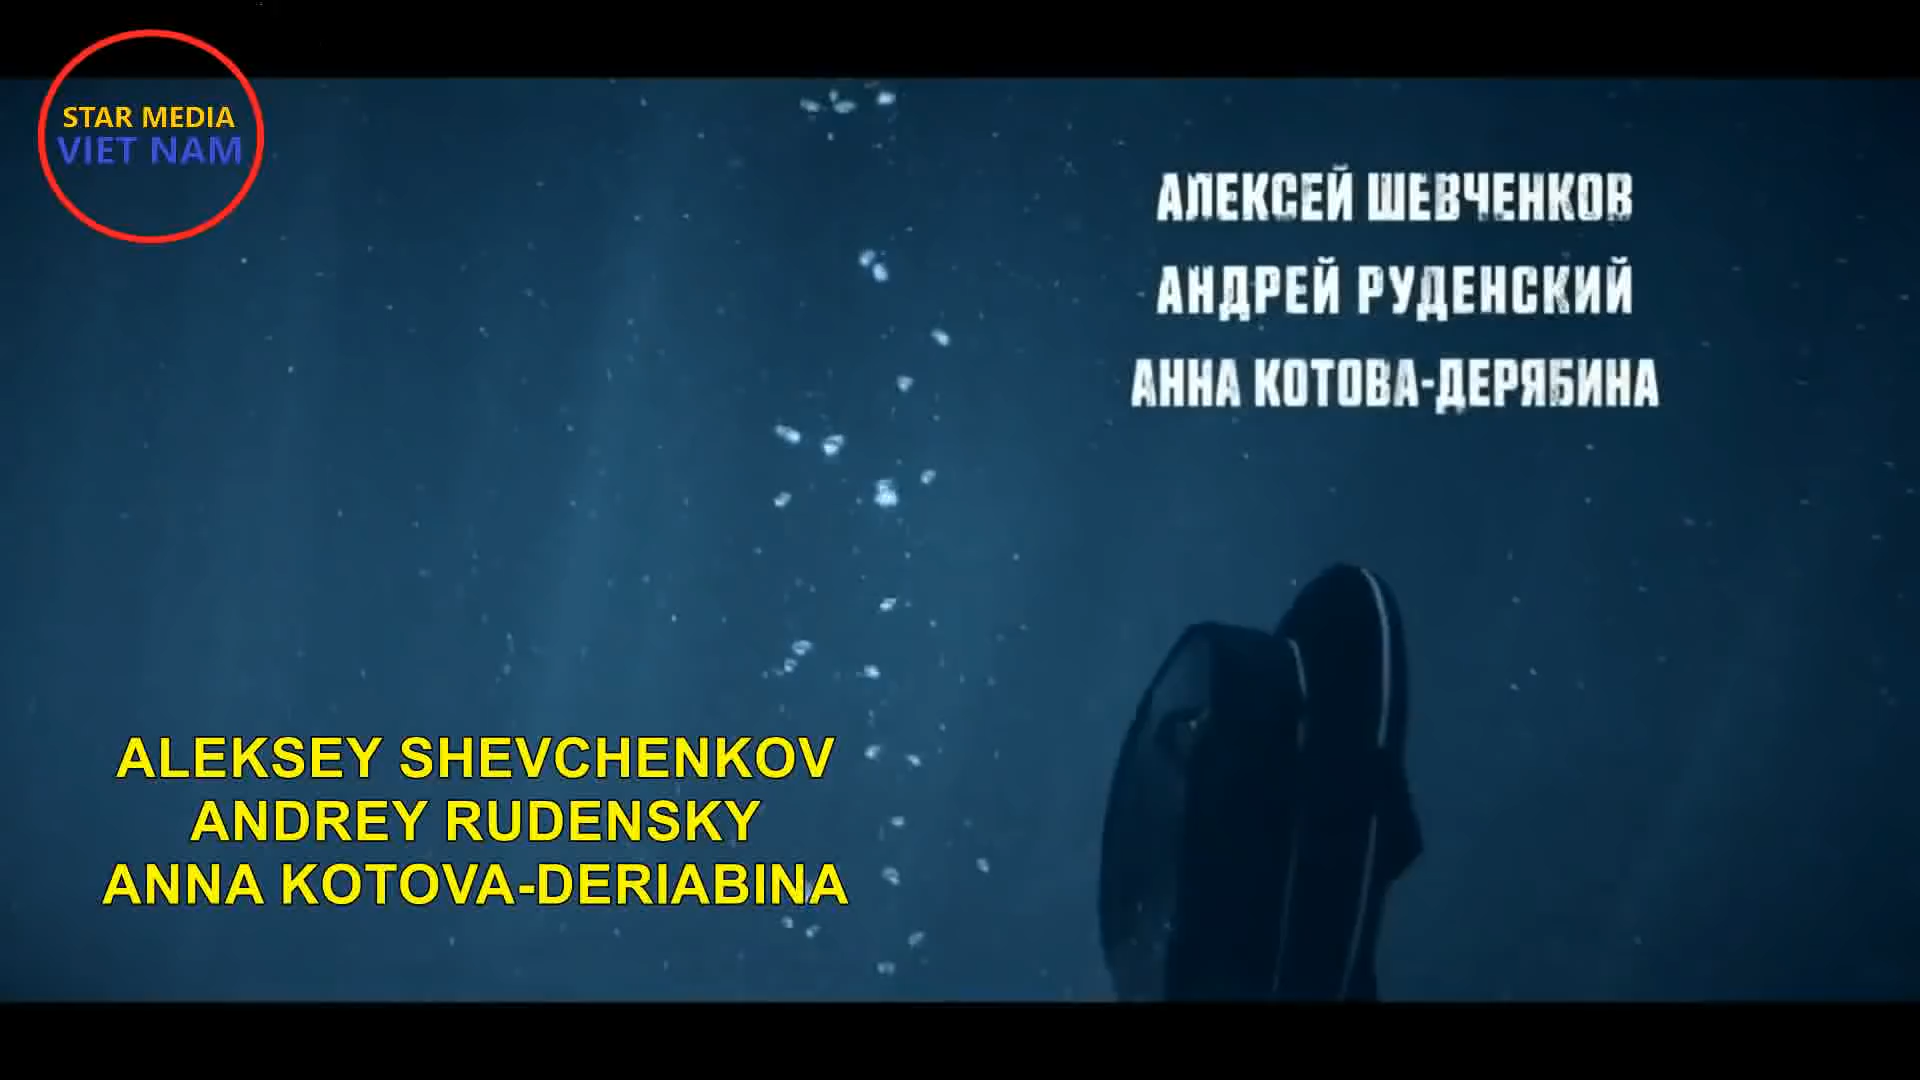 STAR MEDIA
VIET NAM
АЛЕКСЕЙ ШЕВЧЕНКОВ
АНДРЕЙ РУДЕНСКИЙ
АННА КОТОВА-ДЕРЯБИНА
ALEKSEY SHEVCHENKOV
ANDREY RUDENSKY
ANNA KOTOVA-DERIABINA